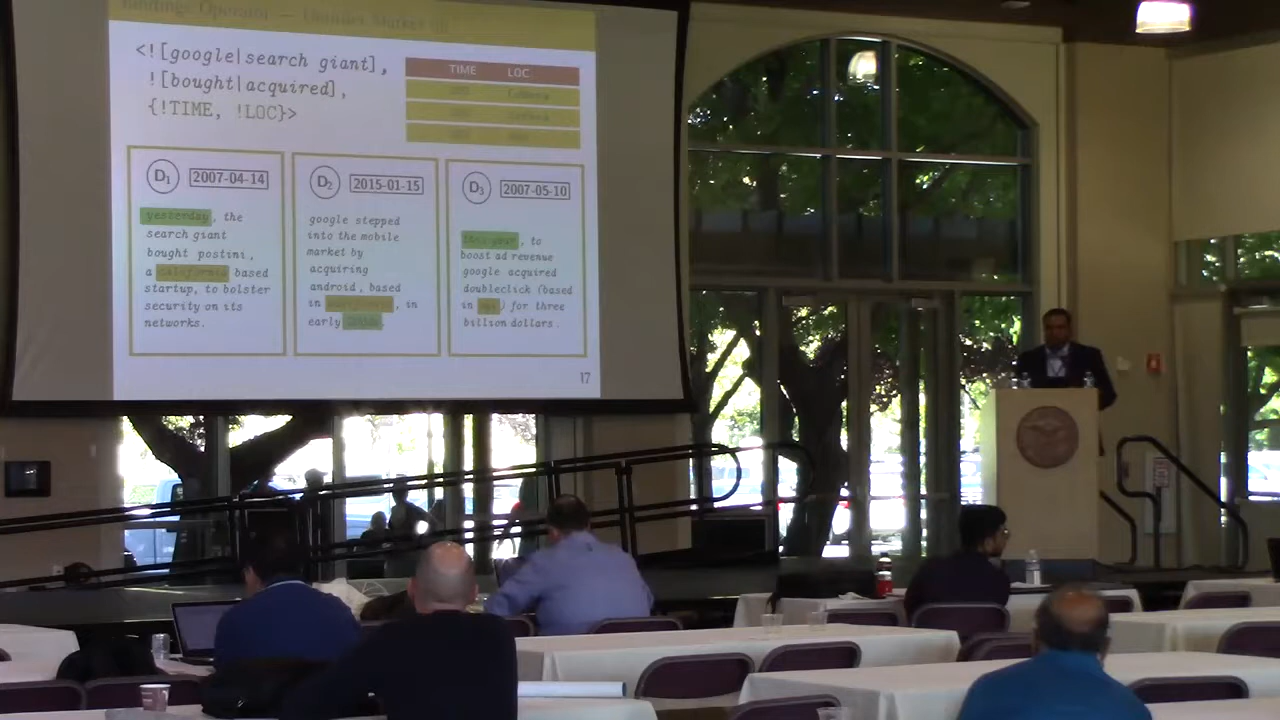 <![google|search giant],
![bought|acquired],
{!TIME, !LOC}>
TIME LOC
D1 2007-04-14
yesterday, the
search giant
bought postini,
a california based
startup, to bolster
security on its
networks.
D2 2015-01-15
google stepped
into the mobile
market by
acquiring
android, based
in , in
early
D3 2007-05-10
, to
boost ad revenue
google acquired
doubleclick (based
in ) for three
billion dollars.
17